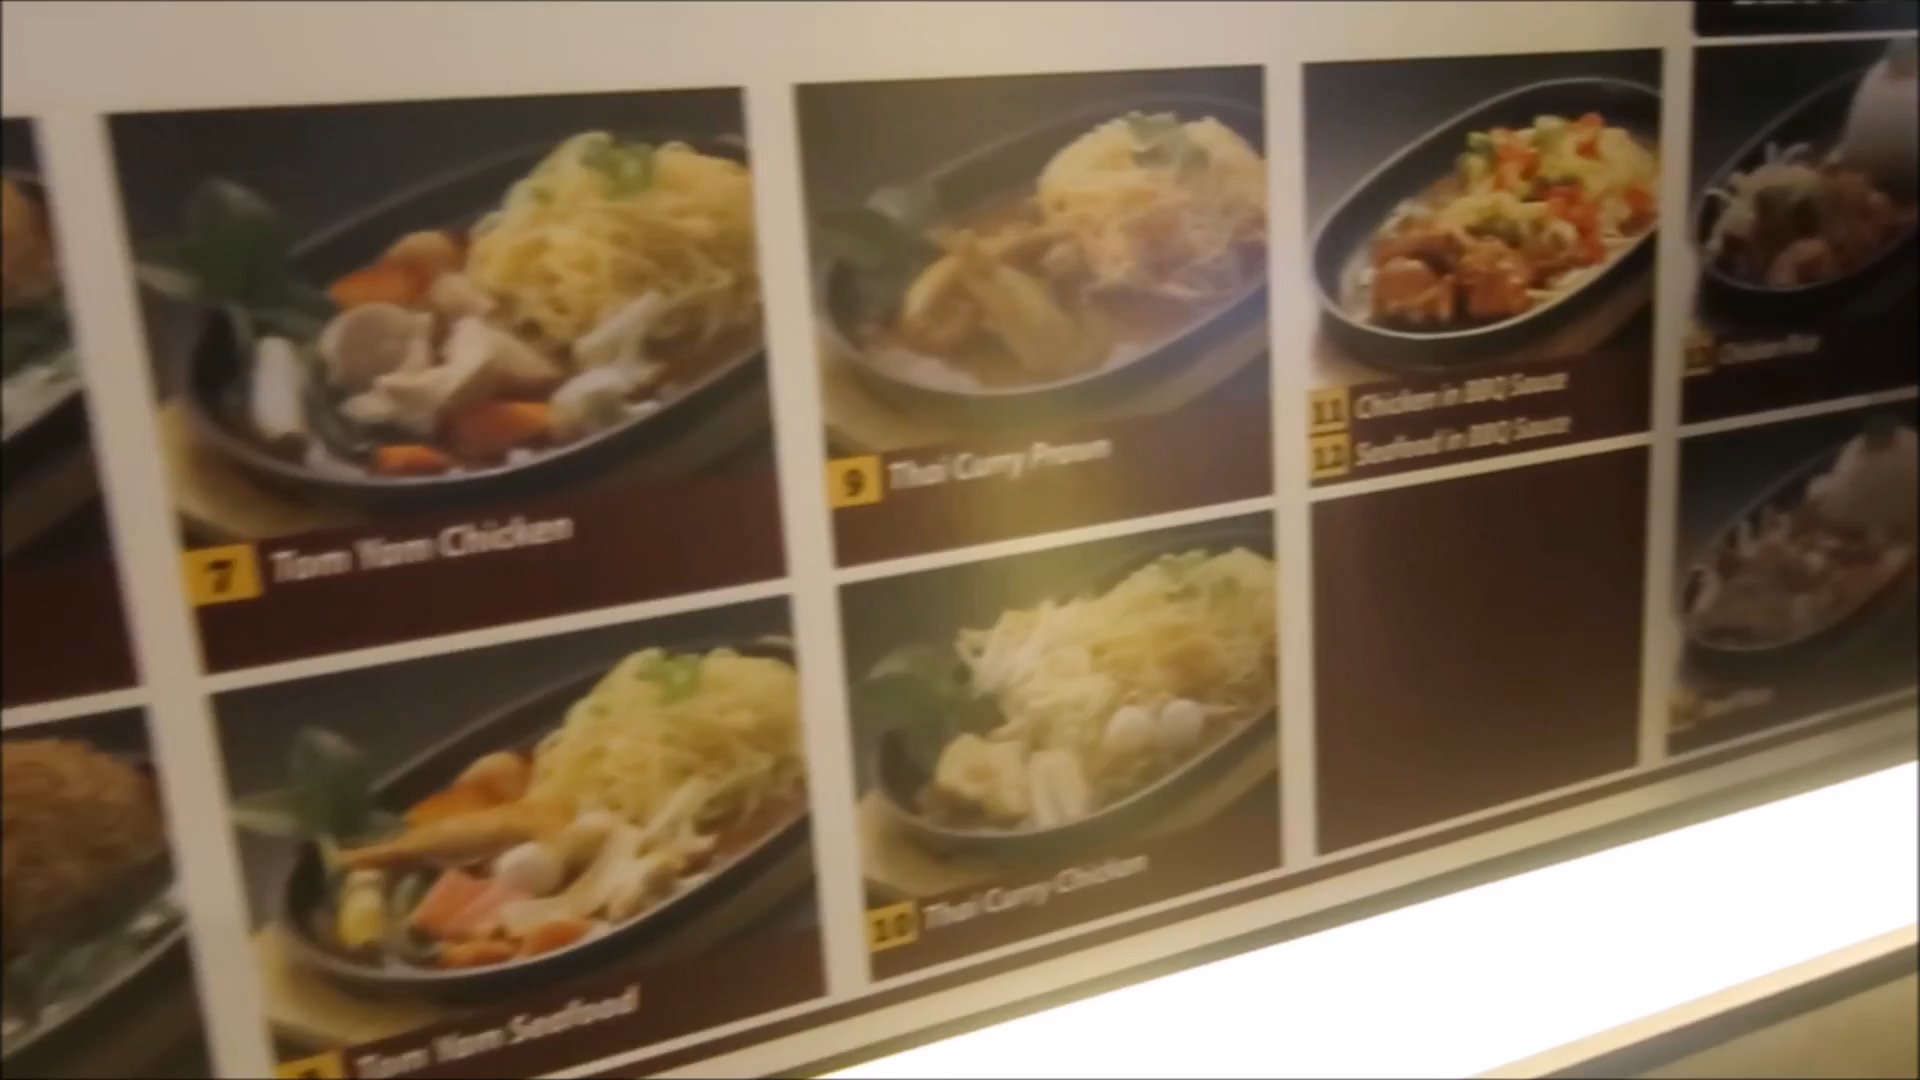 7 Tom Yam Chicken
Tom Yam Seafood
9 Thai Curry Prawn
10 Thai Curry Chicken
11 Chicken in BBQ Sauce
12 Seafood in BBQ Sauce